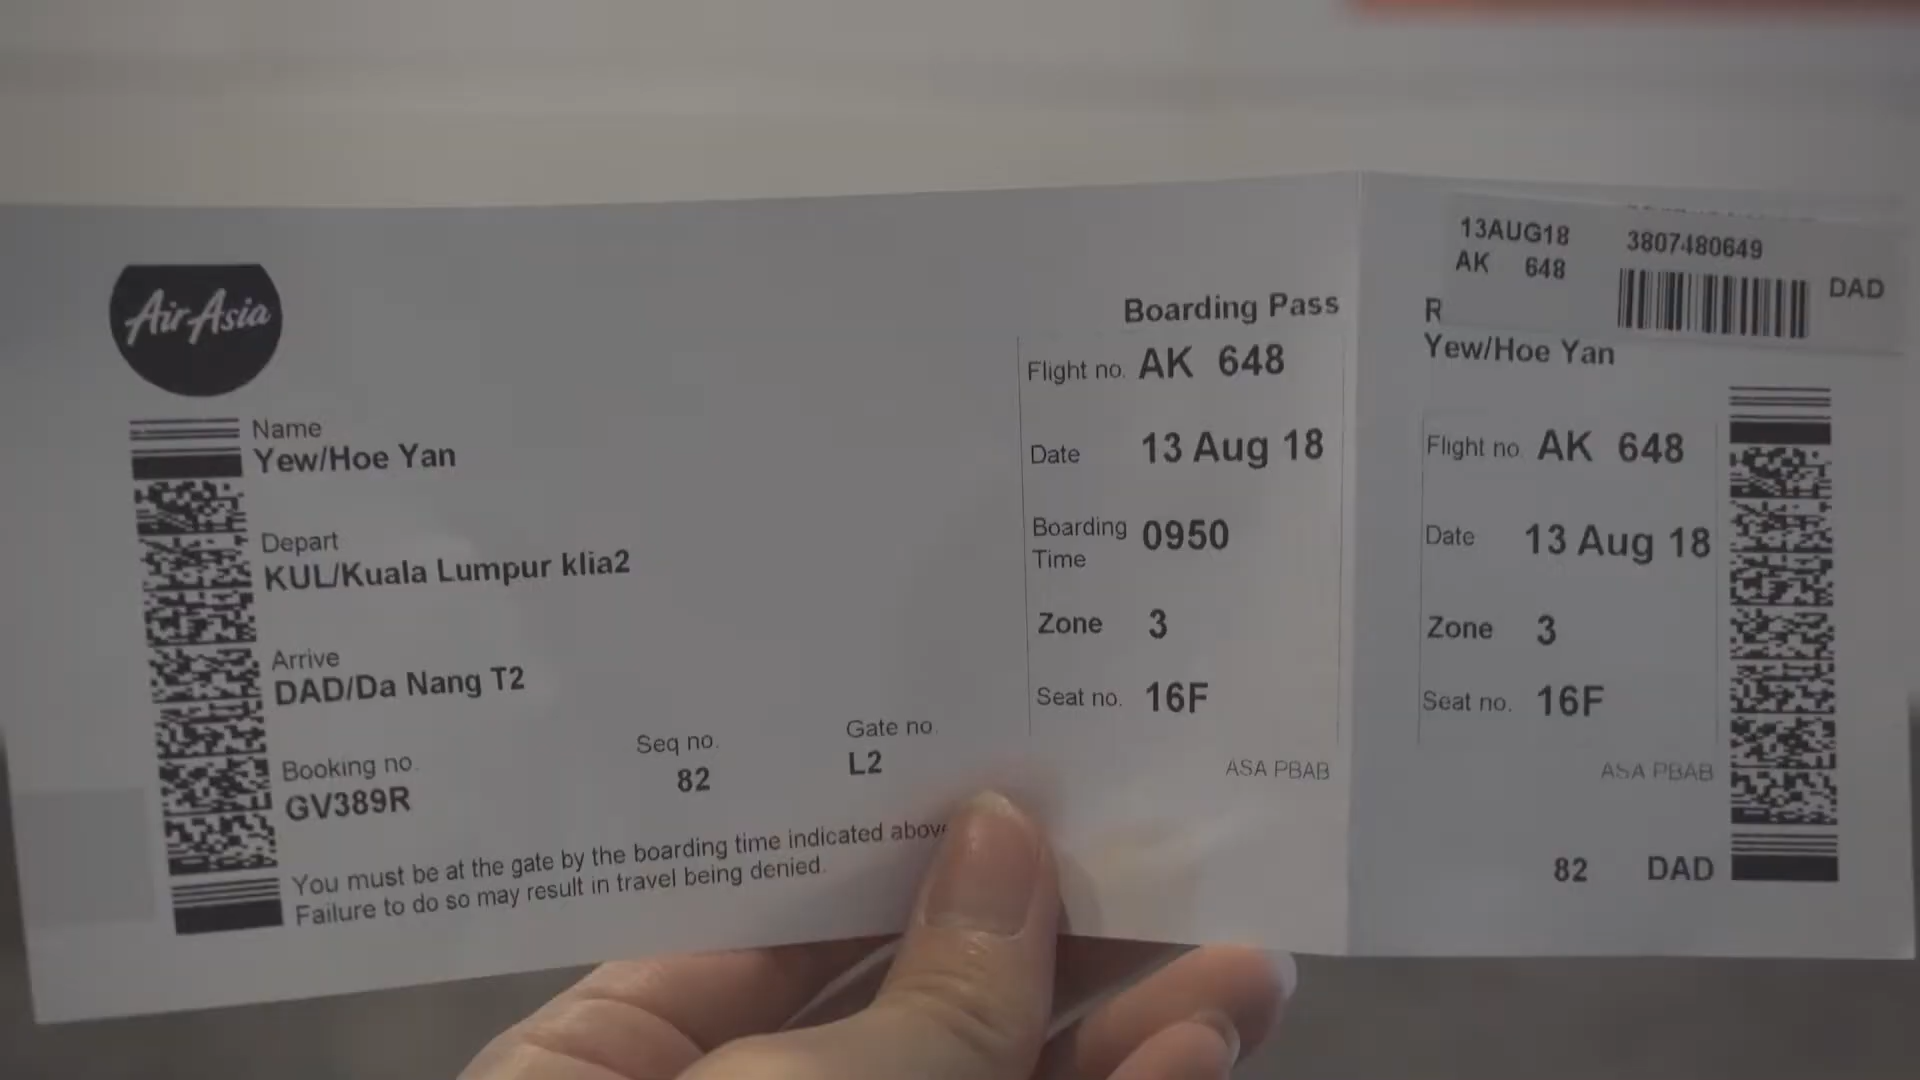 AirAsia
Name
Yew/Hoe Yan
Depart
KUL/Kuala Lumpur klia2
Arrive
DAD/Da Nang T2
Booking no.
GV389R
Seq no.
82
Gate no.
L2
You must be at the gate by the boarding time indicated above
Failure to do so may result in travel being denied.
Boarding Pass
Flight no. AK 648
Date 13 Aug 18
Boarding Time 0950
Zone 3
Seat no. 16F
ASA PBAB
13AUG18
AK 648
3807480649
DAD
R
Yew/Hoe Yan
Flight no. AK 648
Date 13 Aug 18
Zone 3
Seat no. 16F
ASA PBAB
82 DAD